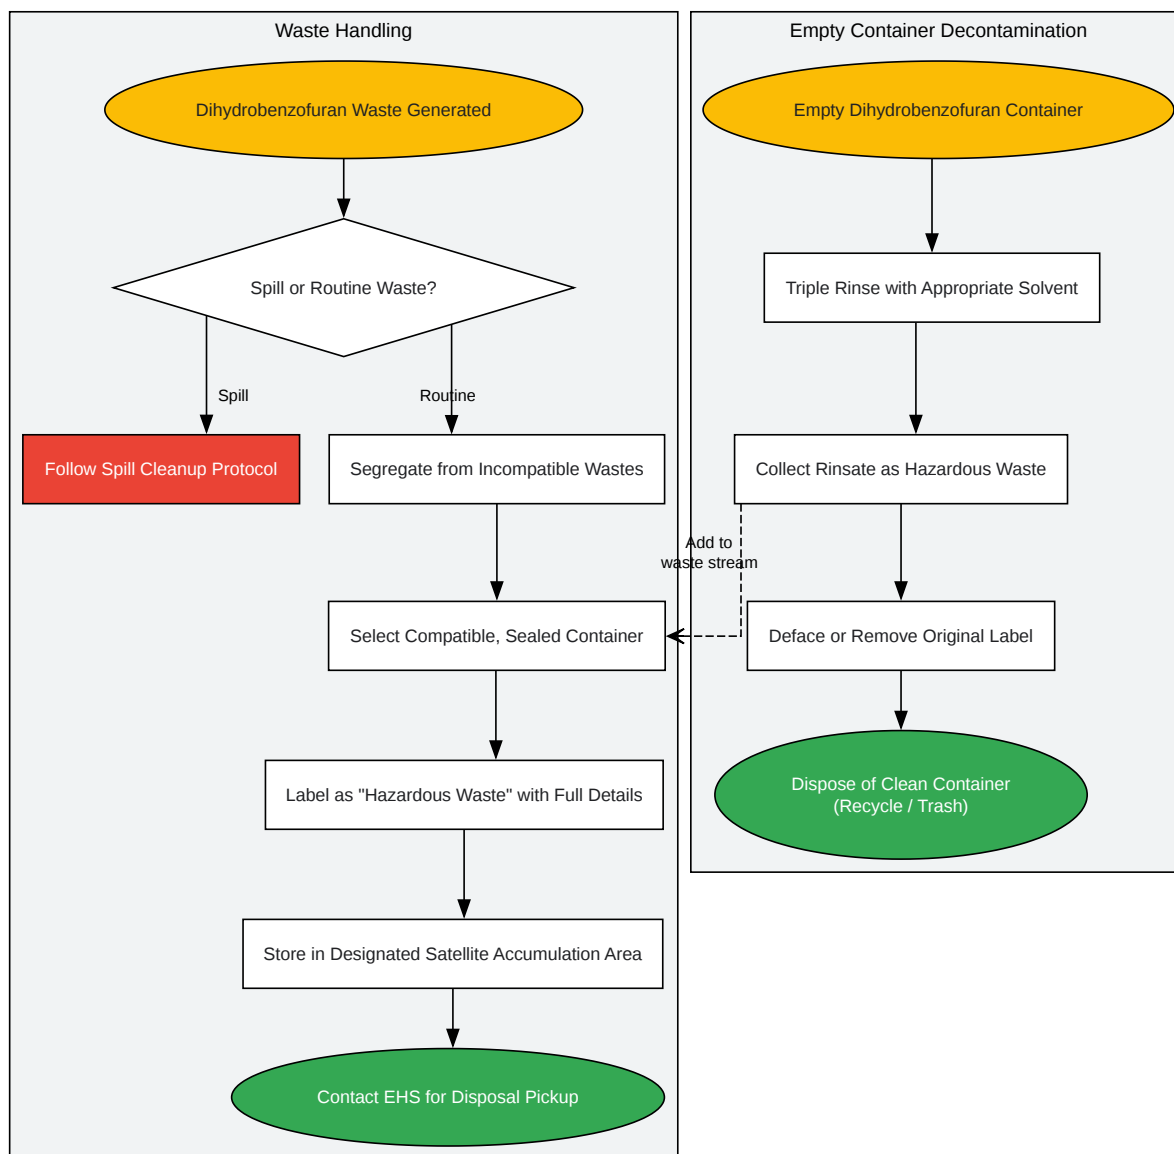 Waste Handling
Dihydrobenzofuran Waste Generated
Spill or Routine Waste?
Spill
Routine
Follow Spill Cleanup Protocol
Segregate from Incompatible Wastes
Select Compatible, Sealed Container
Label as "Hazardous Waste" with Full Details
Store in Designated Satellite Accumulation Area
Contact EHS for Disposal Pickup
Empty Container Decontamination
Empty Dihydrobenzofuran Container
Triple Rinse with Appropriate Solvent
Collect Rinsate as Hazardous Waste
Add to
waste stream
Deface or Remove Original Label
Dispose of Clean Container
(Recycle / Trash)